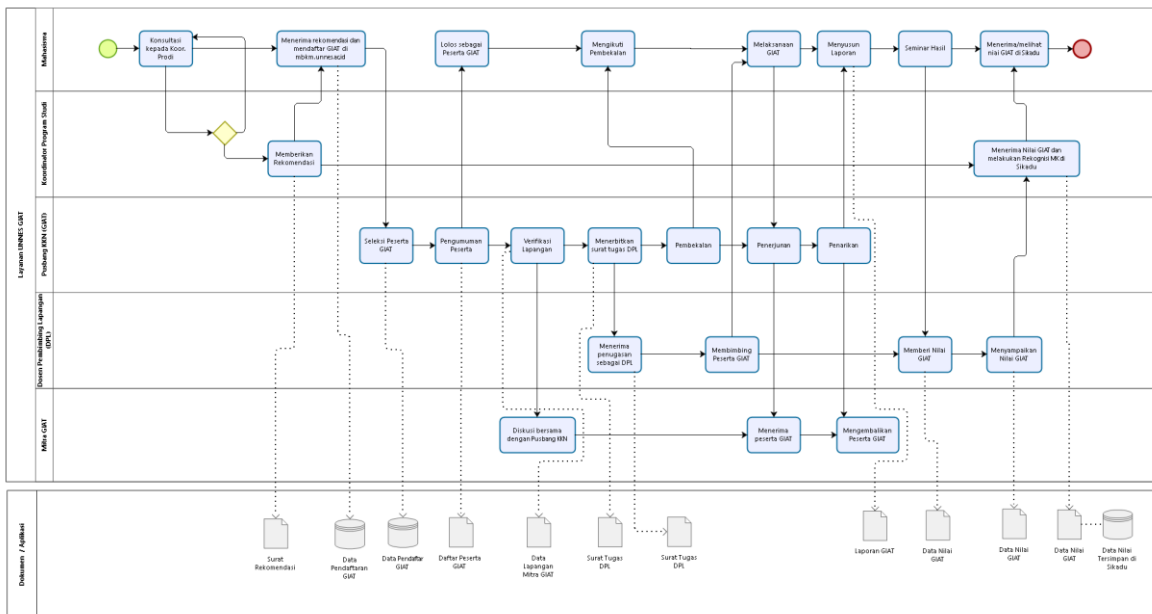 Layanan UNNES GIAT
Mahasiswa
Konsultasi
kepada Koor.
Prodi
Menerima rekomendasi dan
mendaftar GIAT di
mbkm.unnes.ac.id
Lolos sebagai
Peserta GIAT
Mengikuti
Pembekalan
Melaksanaan
GIAT
Menyusun
Laporan
Seminar Hasil
Menerima/melihat
nilai GIAT di Sikadu
Koordinator Program Studi
Memberikan
Rekomendasi
Menerima Nilai GIAT dan
melakukan Rekognisi MK di
Sikadu
Pusbang KKN (GIAT)
Seleksi Peserta
GIAT
Pengumuman
Peserta
Verifikasi
Lapangan
Menerbitkan
surat tugas DPL
Pembekalan
Penerjunan
Penarikan
Dosem Pembimbing Lapangan
(DPL)
Menerima
penugasan
sebagai DPL
Membimbing
Peserta GIAT
Memberi Nilai
GIAT
Menyampaikan
Nilai GIAT
Mitra GIAT
Diskusi bersama
dengan Pusbang KKN
Menerima
peserta GIAT
Mengembalikan
Peserta GIAT
Dokumen / Aplikasi
Surat
Rekomendasi
Data
Pendaftaran
GIAT
Data Pendaftar
GIAT
Daftar Peserta
GIAT
Data
Lapangan
Mitra GIAT
Surat Tugas
DPL
Surat Tugas
DPL
Laporan GIAT
Data Nilai
GIAT
Data Nilai
GIAT
Data Nilai
GIAT
Data Nilai
Tersimpan di
Sikadu